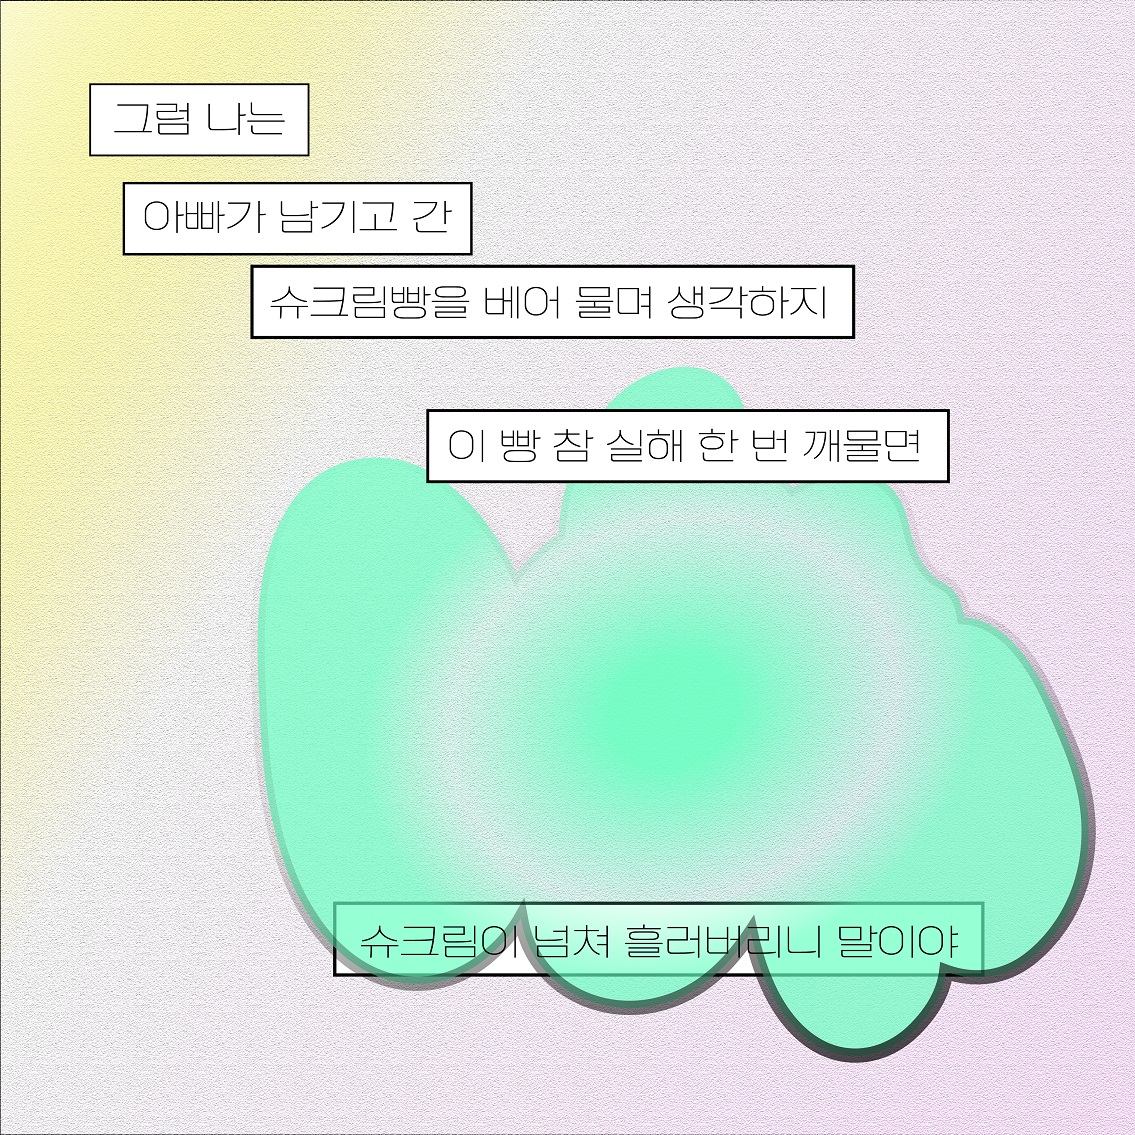 그럼 나는
아빠가 남기고 간
슈크림빵을 베어 물며 생각하지
이 빵 참 실해 한 번 깨물면
슈크림이 넘쳐 흘러버리니 말이야